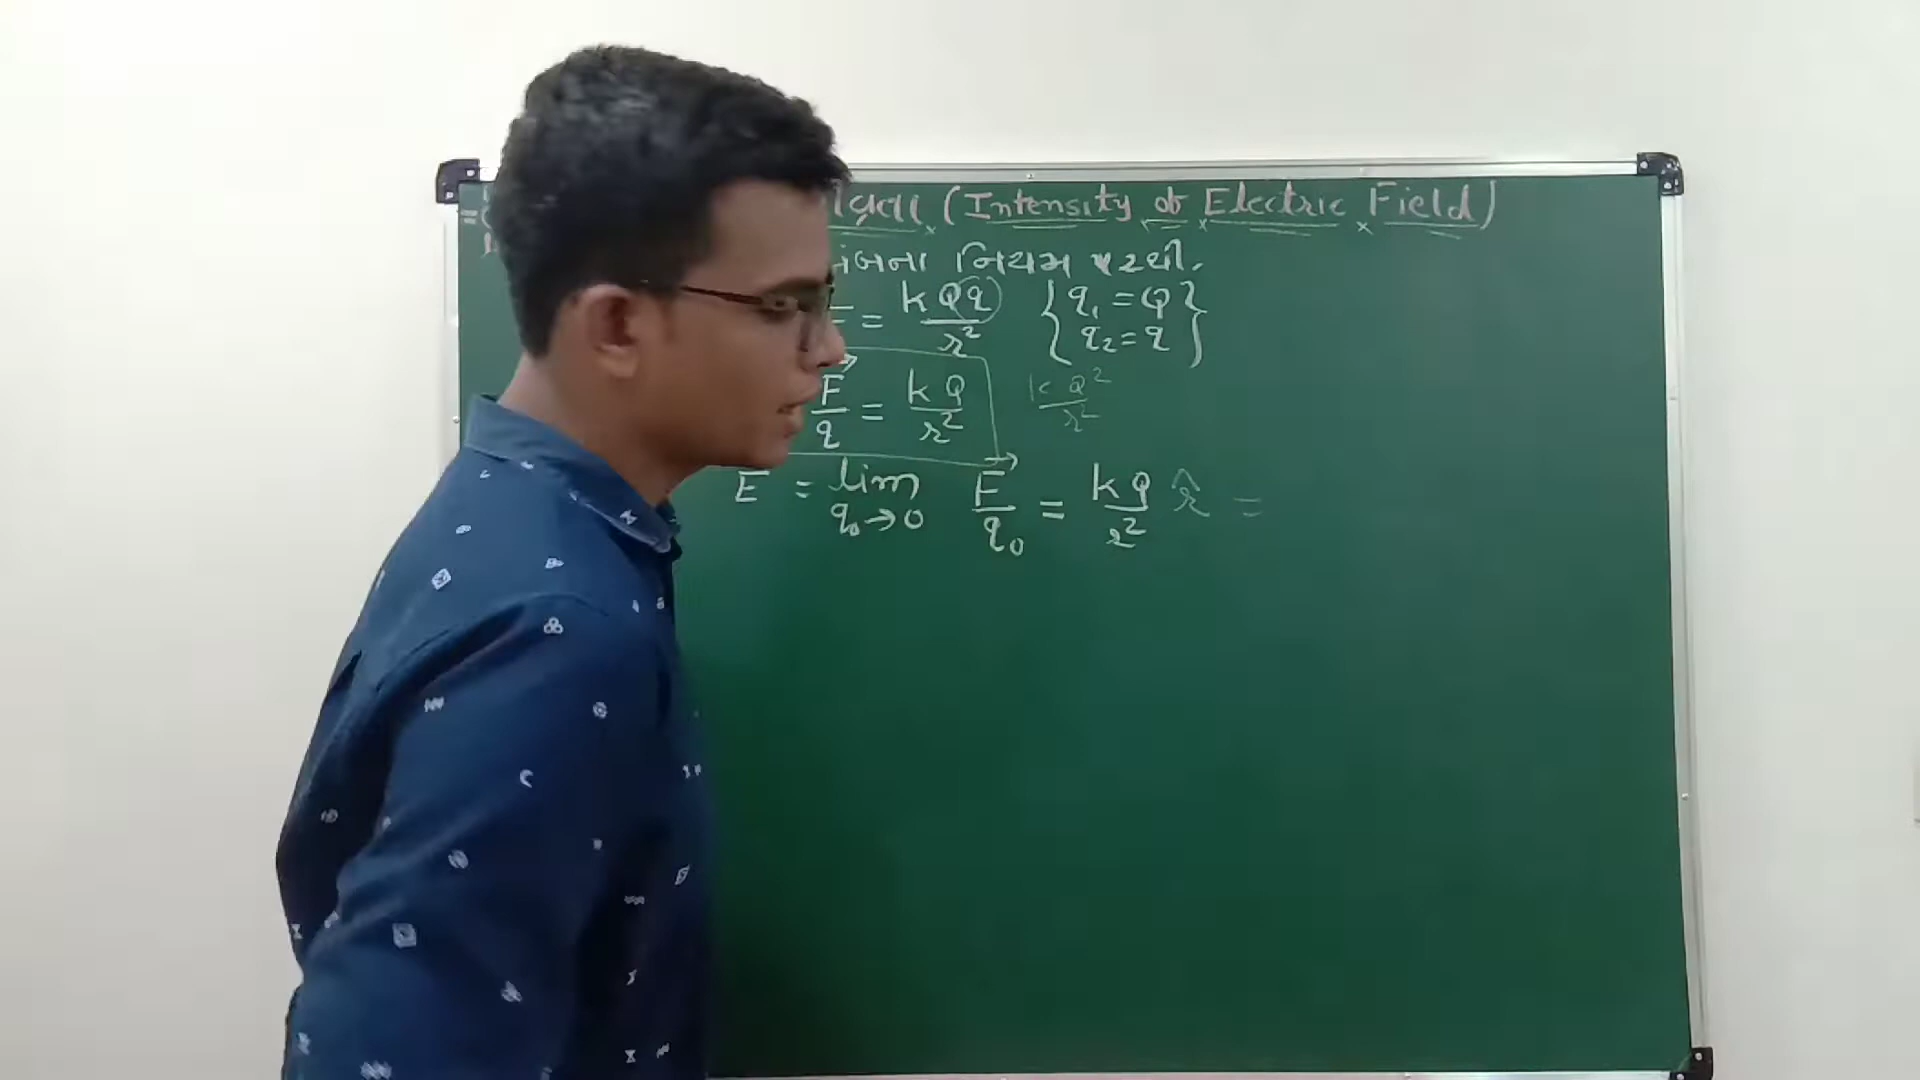 (Intensity of Electric Field)
નિયમ પરથી.
= kQq / r² { q₁ = Q
q₂ = q }
F⃗ / q = kQ / r² kQ² / r²
E = lim q₀→0 F⃗ / q₀ = kQ / r² r̂ =